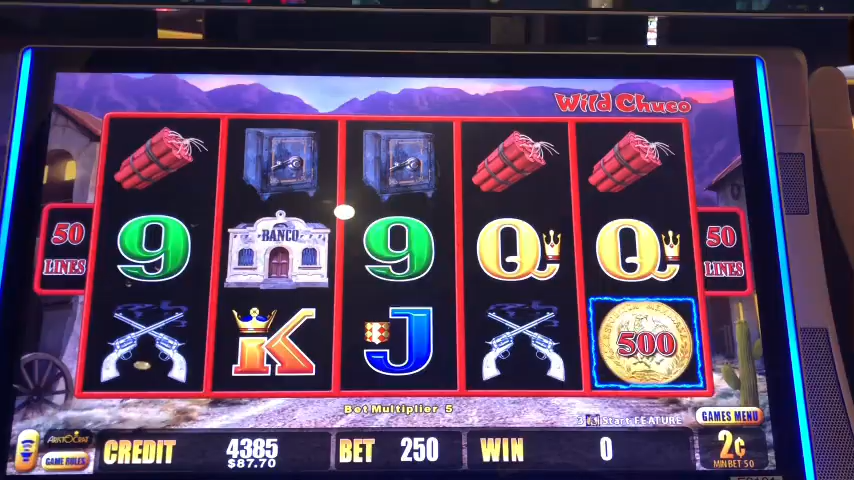 Wild Chuco
50
LINES
50
LINES
9
BANCO
9
Q
Q
K
J
500
Bet Multiplier 5
Start FEATURE
GAMES MENU
ARISTOCRAT
GAME RULES
CREDIT
4385
$87.70
BET
250
WIN
0
2¢
MIN BET 50